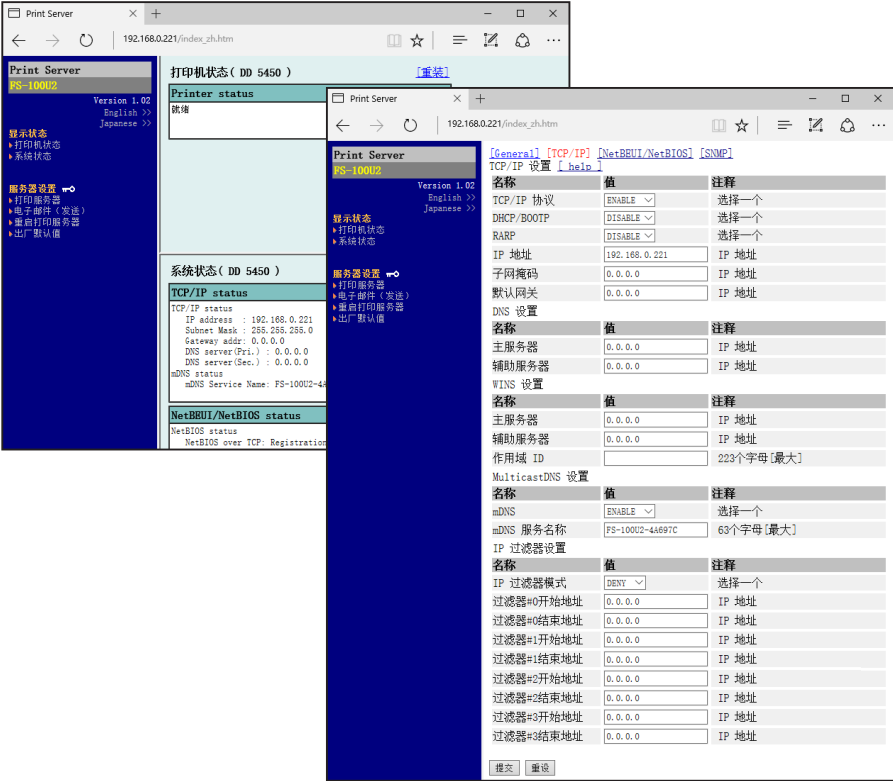 Print Server
192.168.0.221/index_zh.htm
Print Server
FS-100U2
Version 1.02
English >>
Japanese >>
显示状态
打印机状态
系统状态
服务器设置
打印服务器
电子邮件（发送）
重启打印服务器
出厂默认值
打印机状态( DD 5450 )
[重装]
Printer status
就绪
系统状态( DD 5450 )
TCP/IP status
TCP/IP status
IP address : 192.168.0.221
Subnet Mask : 255.255.255.0
Gateway addr: 0.0.0.0
DNS server(Pri.) : 0.0.0.0
DNS server(Sec.) : 0.0.0.0
mDNS status
mDNS Service Name: FS-100U2-4A
NetBEUI/NetBIOS status
NetBIOS status
NetBIOS over TCP: Registration
Print Server
192.168.0.221/index_zh.htm
Print Server
FS-100U2
Version 1.02
English >>
Japanese >>
显示状态
打印机状态
系统状态
服务器设置
打印服务器
电子邮件（发送）
重启打印服务器
出厂默认值
[General] [TCP/IP] [NetBEUI/NetBIOS] [SNMP]
TCP/IP 设置 [ help ]
名称 值 注释
TCP/IP 协议 ENABLE 选择一个
DHCP/BOOTP DISABLE 选择一个
RARP DISABLE 选择一个
IP 地址 192.168.0.221 IP 地址
子网掩码 0.0.0.0 IP 地址
默认网关 0.0.0.0 IP 地址
DNS 设置
名称 值 注释
主服务器 0.0.0.0 IP 地址
辅助服务器 0.0.0.0 IP 地址
WINS 设置
名称 值 注释
主服务器 0.0.0.0 IP 地址
辅助服务器 0.0.0.0 IP 地址
作用域 ID 223个字母[最大]
MulticastDNS 设置
名称 值 注释
mDNS ENABLE 选择一个
mDNS 服务名称 FS-100U2-4A697C 63个字母[最大]
IP 过滤器设置
名称 值 注释
IP 过滤器模式 DENY 选择一个
过滤器#0开始地址 0.0.0.0 IP 地址
过滤器#0结束地址 0.0.0.0 IP 地址
过滤器#1开始地址 0.0.0.0 IP 地址
过滤器#1结束地址 0.0.0.0 IP 地址
过滤器#2开始地址 0.0.0.0 IP 地址
过滤器#2结束地址 0.0.0.0 IP 地址
过滤器#3开始地址 0.0.0.0 IP 地址
过滤器#3结束地址 0.0.0.0 IP 地址
提交 重设